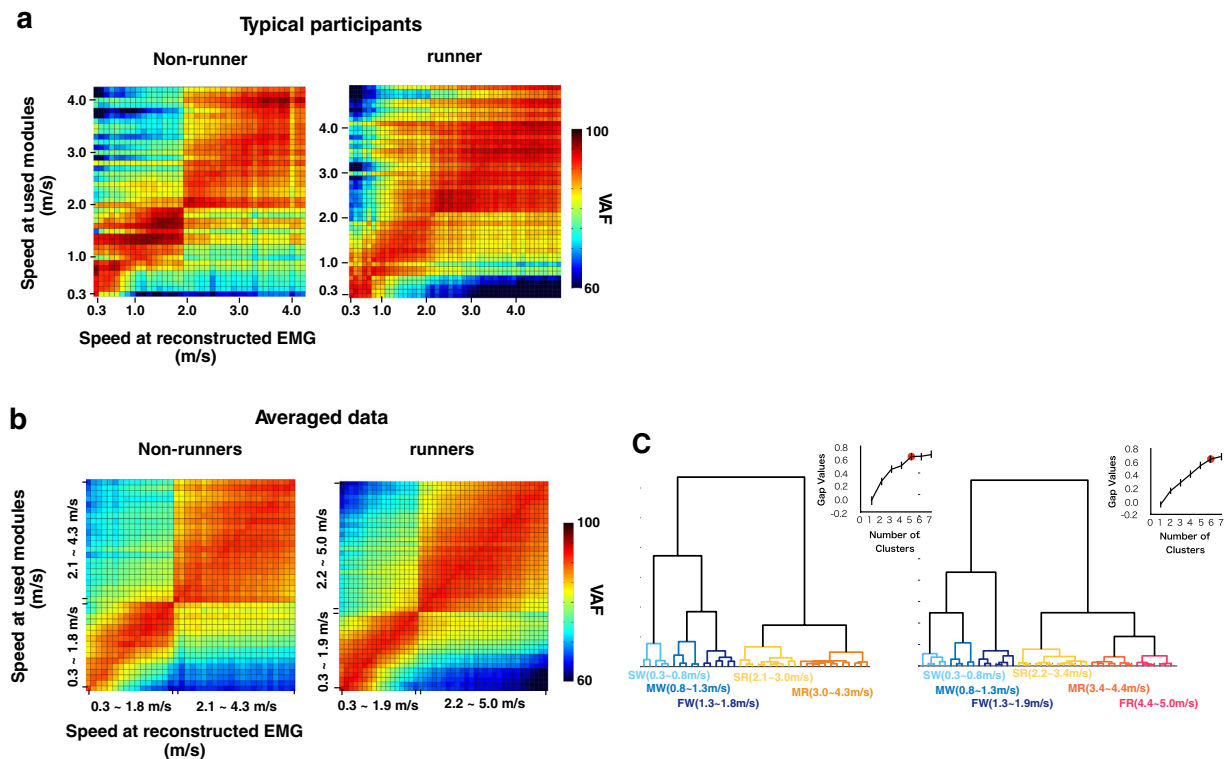 a
Typical participants
Non-runner
runner
Speed at used modules
(m/s)
4.0
3.0
2.0
1.0
0.3
0.3 1.0 2.0 3.0 4.0
4.0
3.0
2.0
1.0
0.3
0.3 1.0 2.0 3.0 4.0
100
VAF
60
Speed at reconstructed EMG
(m/s)
b
Averaged data
Non-runners
runners
Speed at used modules
(m/s)
2.1 ~ 4.3 m/s
0.3 ~ 1.8 m/s
0.3 ~ 1.8 m/s 2.1 ~ 4.3 m/s
2.2 ~ 5.0 m/s
0.3 ~ 1.9 m/s
0.3 ~ 1.9 m/s 2.2 ~ 5.0 m/s
100
VAF
60
Speed at reconstructed EMG
(m/s)
C
Gap Values
0.8
0.6
0.4
0.2
0.0
-0.2
0 1 2 3 4 5 6 7
Number of
Clusters
SW(0.3~0.8m/s)
MW(0.8~1.3m/s)
FW(1.3~1.8m/s)
SR(2.1~3.0m/s)
MR(3.0~4.3m/s)
Gap Values
0.8
0.6
0.4
0.2
0.0
-0.2
0 1 2 3 4 5 6 7
Number of
Clusters
SW(0.3~0.8m/s)
MW(0.8~1.3m/s)
FW(1.3~1.9m/s)
SR(2.2~3.4m/s)
MR(3.4~4.4m/s)
FR(4.4~5.0m/s)